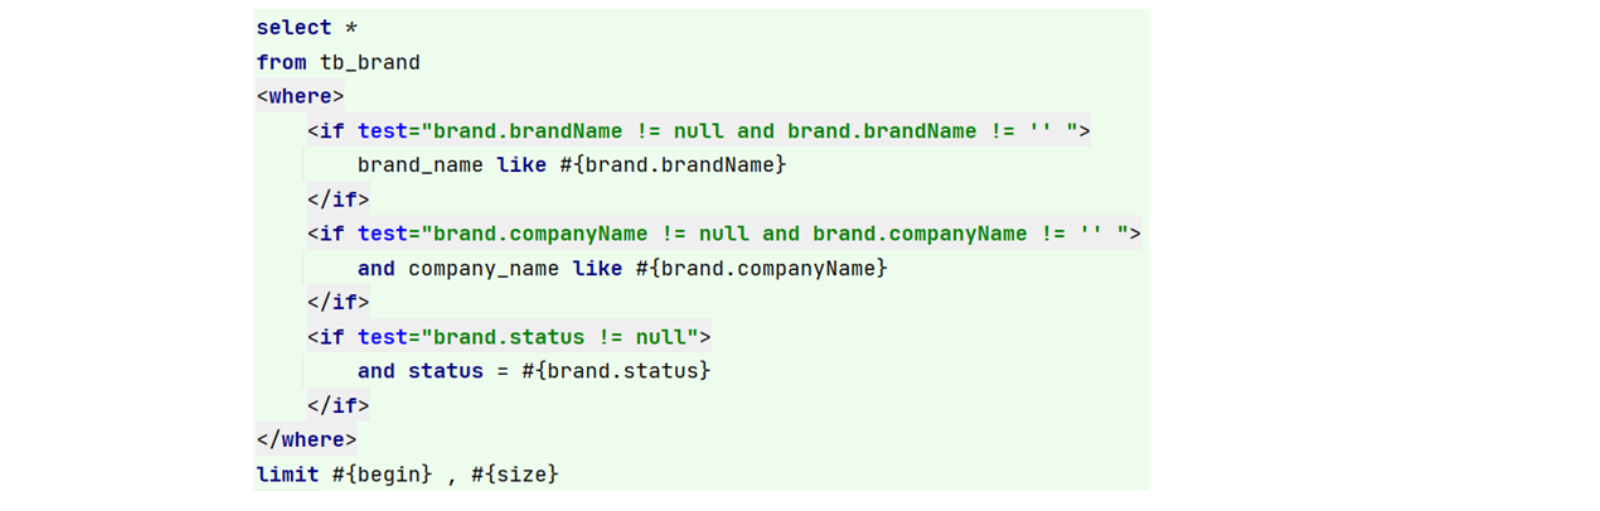 select *
from tb_brand
<where>
<if test="brand.brandName != null and brand.brandName != '' ">
brand_name like #{brand.brandName}
</if>
<if test="brand.companyName != null and brand.companyName != '' ">
and company_name like #{brand.companyName}
</if>
<if test="brand.status != null">
and status = #{brand.status}
</if>
</where>
limit #{begin} , #{size}